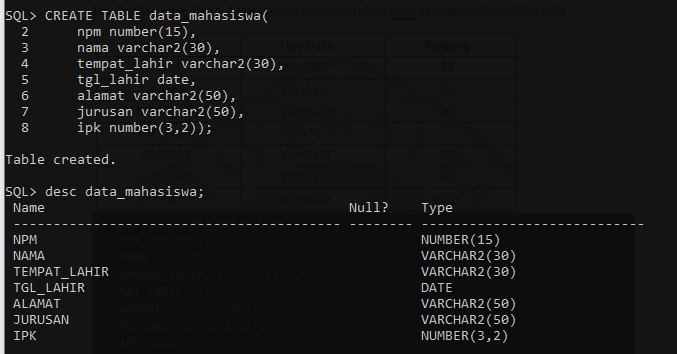 SQL> CREATE TABLE data_mahasiswa(
2 npm number(15),
3 nama varchar2(30),
4 tempat_lahir varchar2(30),
5 tgl_lahir date,
6 alamat varchar2(50),
7 jurusan varchar2(50),
8 ipk number(3,2));
Table created.
SQL> desc data_mahasiswa;
Name Null? Type
----------------------------------------- -------- ----------------------------
NPM NUMBER(15)
NAMA VARCHAR2(30)
TEMPAT_LAHIR VARCHAR2(30)
TGL_LAHIR DATE
ALAMAT VARCHAR2(50)
JURUSAN VARCHAR2(50)
IPK NUMBER(3,2)